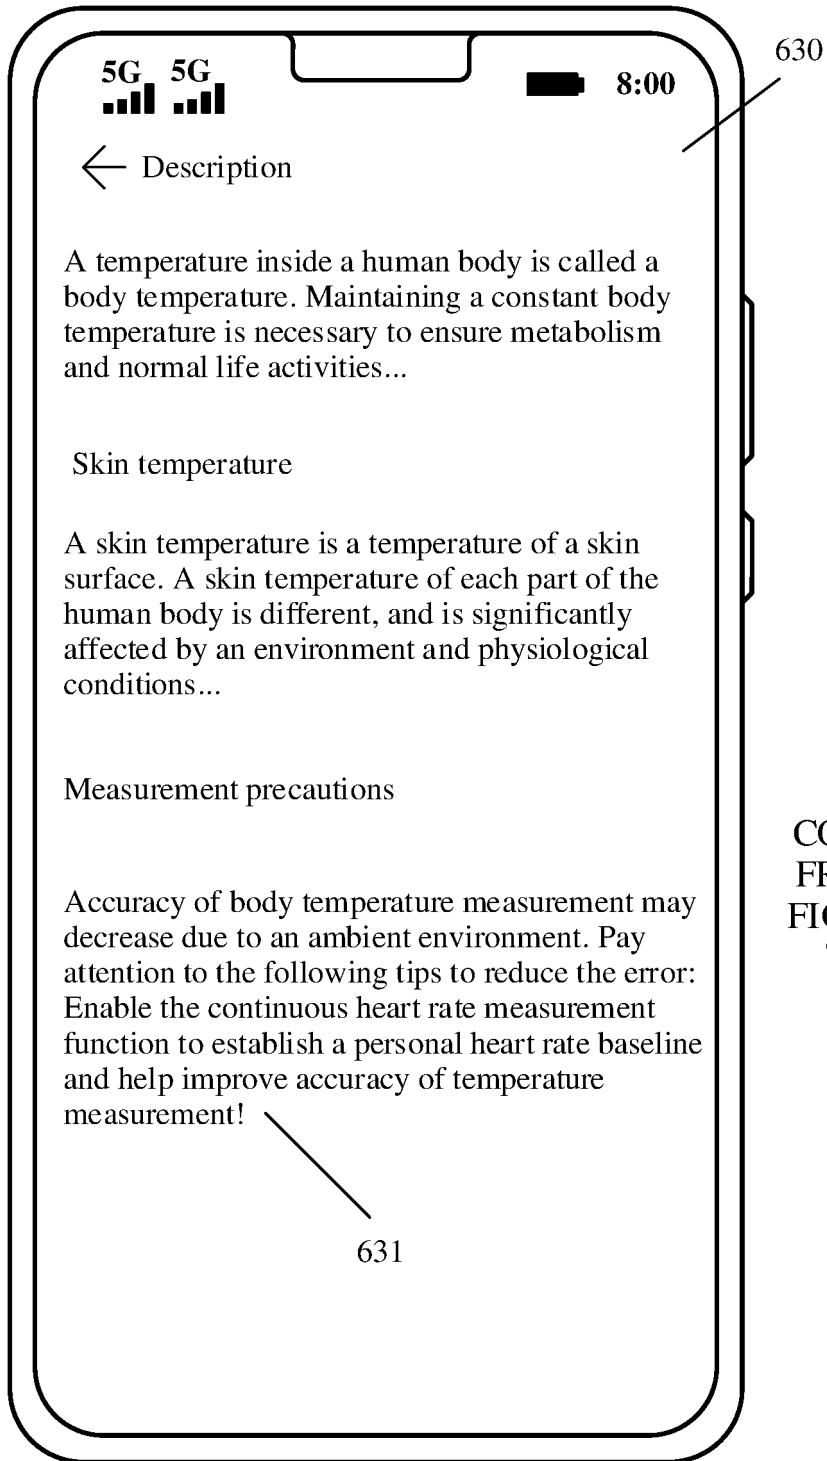 5G 5G 8:00
630
Description
A temperature inside a human body is called a
body temperature. Maintaining a constant body
temperature is necessary to ensure metabolism
and normal life activities...
Skin temperature
A skin temperature is a temperature of a skin
surface. A skin temperature of each part of the
human body is different, and is significantly
affected by an environment and physiological
conditions...
Measurement precautions
Accuracy of body temperature measurement may
decrease due to an ambient environment. Pay
attention to the following tips to reduce the error:
Enable the continuous heart rate measurement
function to establish a personal heart rate baseline
and help improve accuracy of temperature
measurement!
631